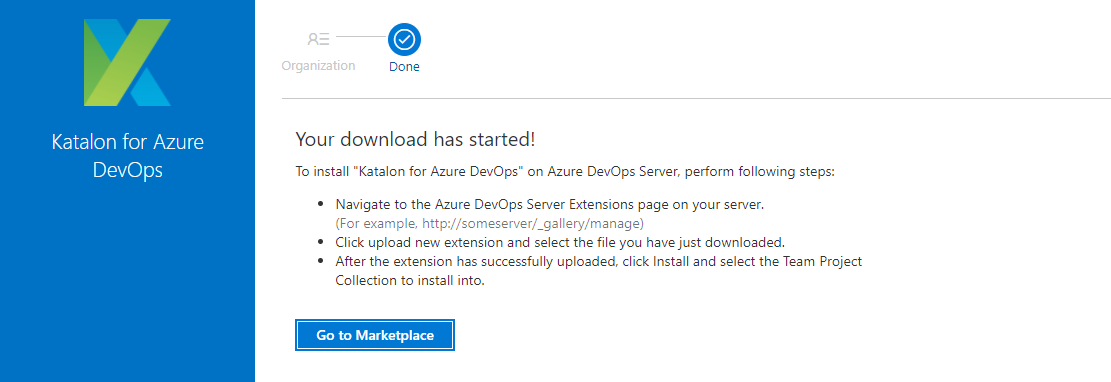 Katalon for Azure
DevOps
Organization
Done
Your download has started!
To install "Katalon for Azure DevOps" on Azure DevOps Server, perform following steps:
• Navigate to the Azure DevOps Server Extensions page on your server.
(For example, http://someserver/_gallery/manage)
• Click upload new extension and select the file you have just downloaded.
• After the extension has successfully uploaded, click Install and select the Team Project
Collection to install into.
Go to Marketplace